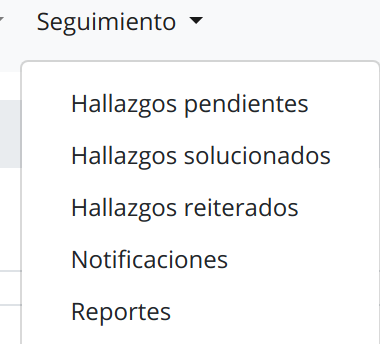 Seguimiento
Hallazgos pendientes
Hallazgos solucionados
Hallazgos reiterados
Notificaciones
Reportes